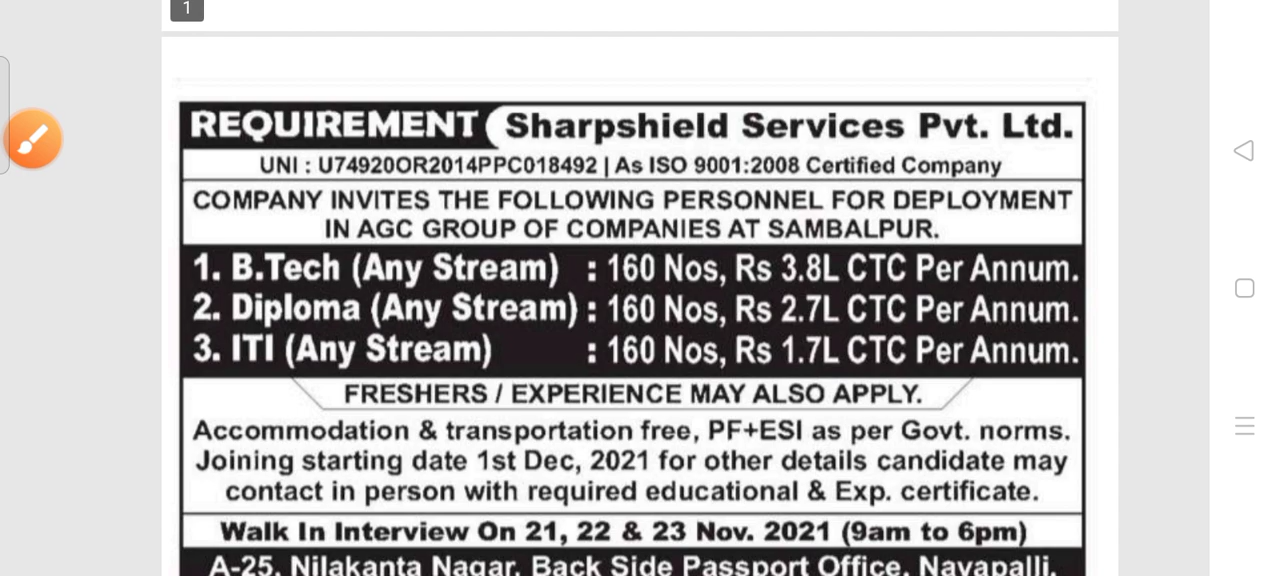 1
REQUIREMENT Sharpshield Services Pvt. Ltd.
UNI : U74920OR2014PPC018492 | As ISO 9001:2008 Certified Company
COMPANY INVITES THE FOLLOWING PERSONNEL FOR DEPLOYMENT
IN AGC GROUP OF COMPANIES AT SAMBALPUR.
1. B.Tech (Any Stream) : 160 Nos, Rs 3.8L CTC Per Annum.
2. Diploma (Any Stream) : 160 Nos, Rs 2.7L CTC Per Annum.
3. ITI (Any Stream) : 160 Nos, Rs 1.7L CTC Per Annum.
FRESHERS / EXPERIENCE MAY ALSO APPLY.
Accommodation & transportation free, PF+ESI as per Govt. norms.
Joining starting date 1st Dec, 2021 for other details candidate may
contact in person with required educational & Exp. certificate.
Walk In Interview On 21, 22 & 23 Nov. 2021 (9am to 6pm)
A-25, Nilakanta Nagar, Back Side Passport Office, Nayapalli,